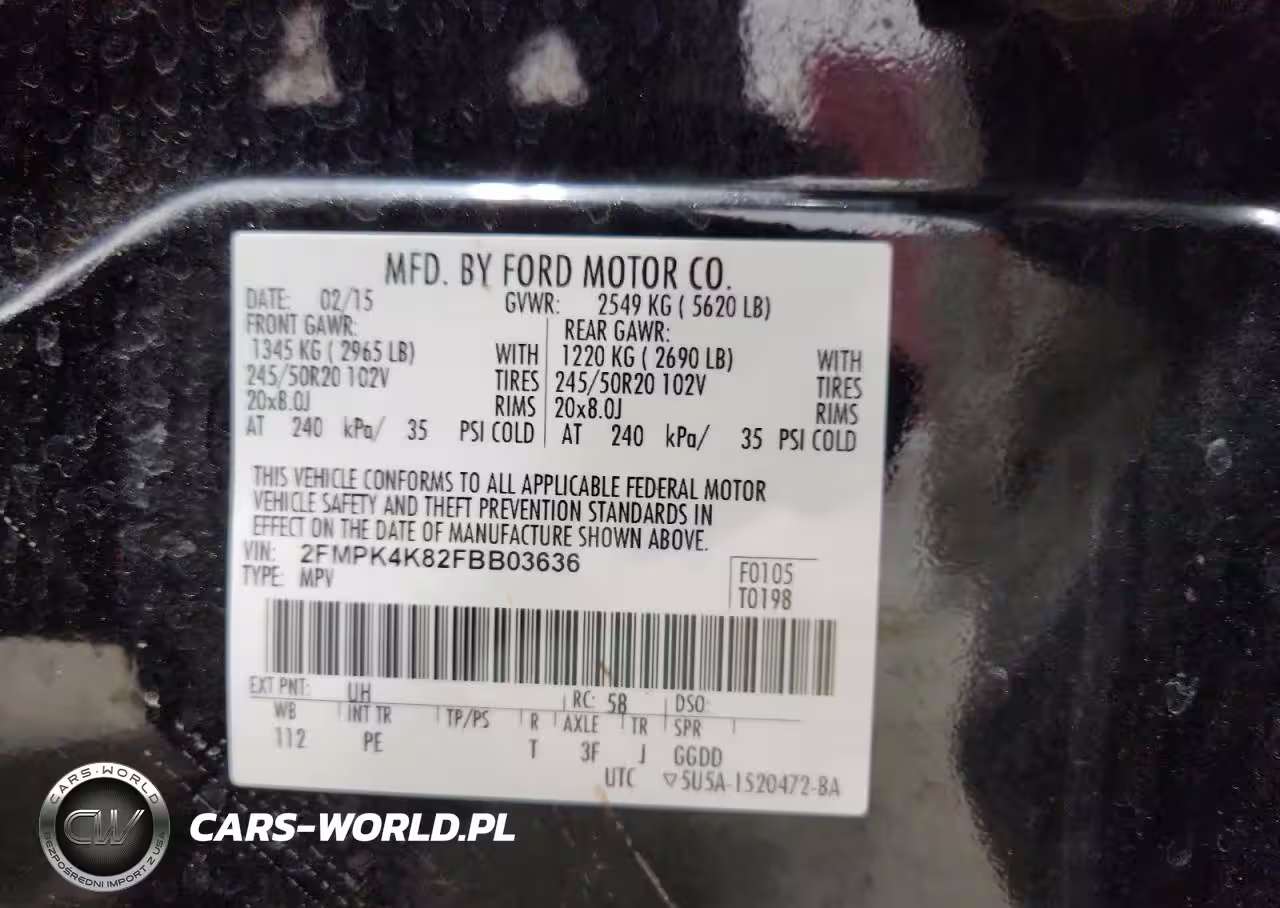 MFD. BY FORD MOTOR CO.
DATE: 02/15 GVWR: 2549 KG ( 5620 LB)
FRONT GAWR: REAR GAWR:
1345 KG ( 2965 LB) WITH 1220 KG ( 2690 LB) WITH
245/50R20 102V TIRES 245/50R20 102V TIRES
20x8.0J RIMS 20x8.0J RIMS
AT 240 kPa/ 35 PSI COLD AT 240 kPa/ 35 PSI COLD
THIS VEHICLE CONFORMS TO ALL APPLICABLE FEDERAL MOTOR
VEHICLE SAFETY AND THEFT PREVENTION STANDARDS IN
EFFECT ON THE DATE OF MANUFACTURE SHOWN ABOVE.
VIN: 2FMPK4K82FBB03636
TYPE: MPV
F0105
T0198
EXT PNT: UH RC: 58 DSO:
WB INT TR TP/PS R AXLE TR SPR
112 PE T 3F J GGDD
UTC ▽5U5A-1520472-BA
CARS-WORLD
CW
BEZPOŚREDNI IMPORT Z USA
CARS-WORLD.PL